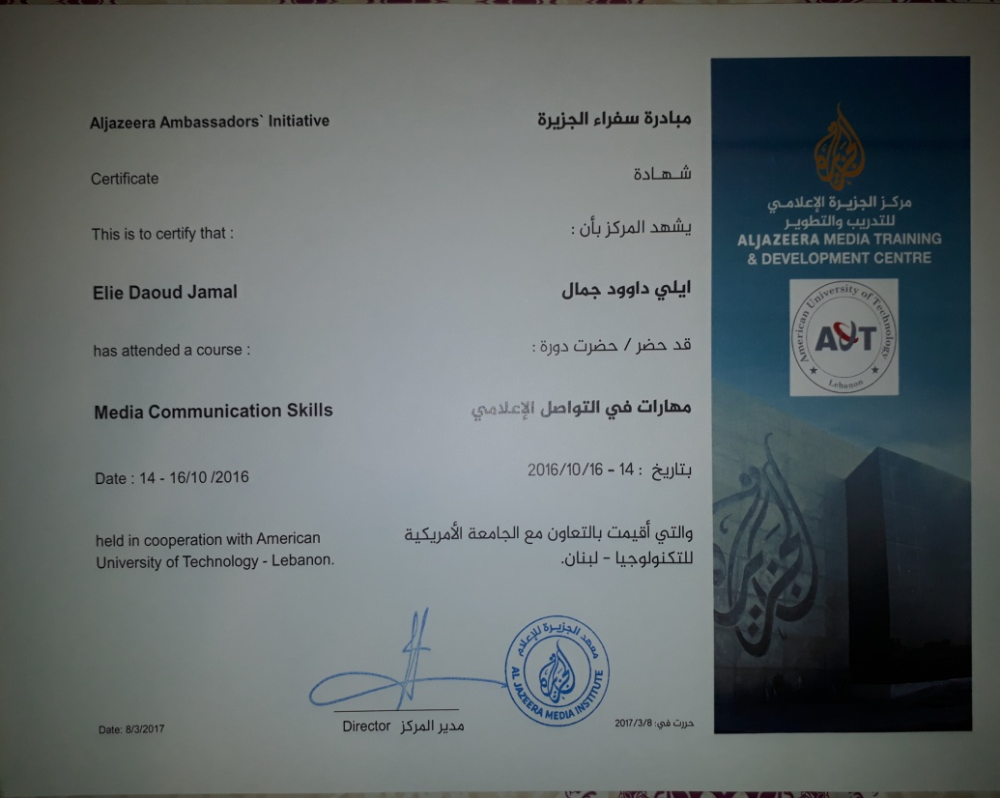 Aljazeera Ambassadors` Initiative
مبادرة سفراء الجزيرة
Certificate
شـهـادة
This is to certify that :
يشهد المركز بأن :
Elie Daoud Jamal
ايلي داوود جمال
has attended a course :
قد حضر / حضرت دورة :
Media Communication Skills
مهارات في التواصل الإعلامي
Date : 14 - 16/10 /2016
بتاريخ : 14 - 2016/10/16
held in cooperation with American
University of Technology - Lebanon.
والتي أقيمت بالتعاون مع الجامعة الأمريكية
للتكنولوجيا - لبنان.
معهد الجزيرة للإعلام
AL JAZEERA MEDIA INSTITUTE
Director مدير المركز
Date: 8/3/2017
حررت في: 2017/3/8
الجزيرة
مركز الجزيرة الإعلامي
للتدريب والتطوير
ALJAZEERA MEDIA TRAINING
& DEVELOPMENT CENTRE
American University of Technology
AUT
Lebanon
الجزيرة